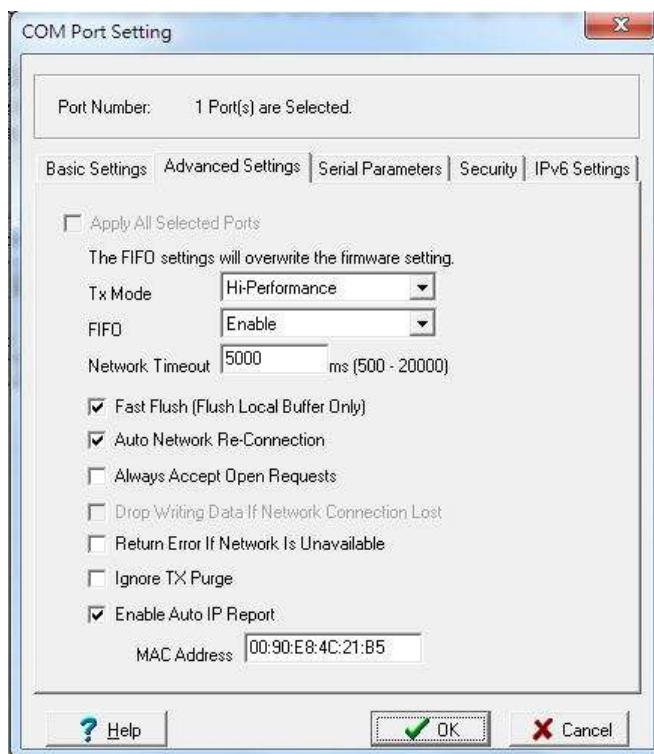 COM Port Setting
Port Number: 1 Port(s) are Selected.
Basic Settings Advanced Settings Serial Parameters Security IPv6 Settings
Apply All Selected Ports
The FIFO settings will overwrite the firmware setting.
Tx Mode Hi-Performance
FIFO Enable
Network Timeout 5000 ms (500 - 20000)
Fast Flush (Flush Local Buffer Only)
Auto Network Re-Connection
Always Accept Open Requests
Drop Writing Data If Network Connection Lost
Return Error If Network Is Unavailable
Ignore TX Purge
Enable Auto IP Report
MAC Address 00:90:E8:4C:21:B5
? Help OK Cancel